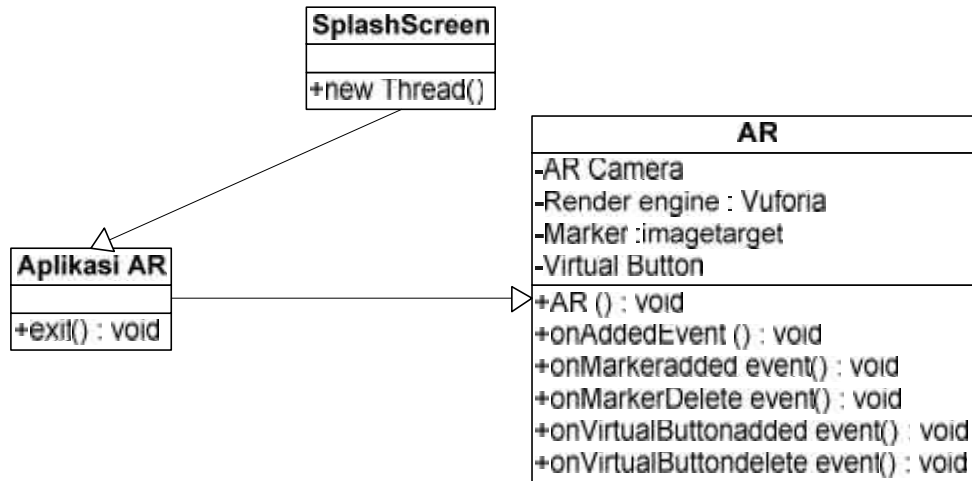 SplashScreen
+new Thread()
Aplikasi AR
+exit() : void
AR
-AR Camera
-Render engine : Vuforia
-Marker :imagetarget
-Virtual Button
+AR () : void
+onAddedEvent () : void
+onMarkeradded event() : void
+onMarkerDelete event() : void
+onVirtualButtonadded event() : void
+onVirtualButtondelete event() : void